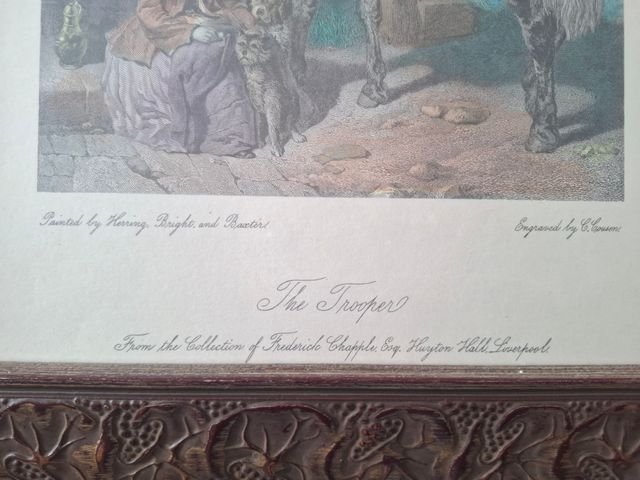 Painted by Herring, Bright, and Baxter.
Engraved by C. Cousen.
The Trooper
From the Collection of Frederick Chapple, Esq. Huyton Hall, Liverpool.